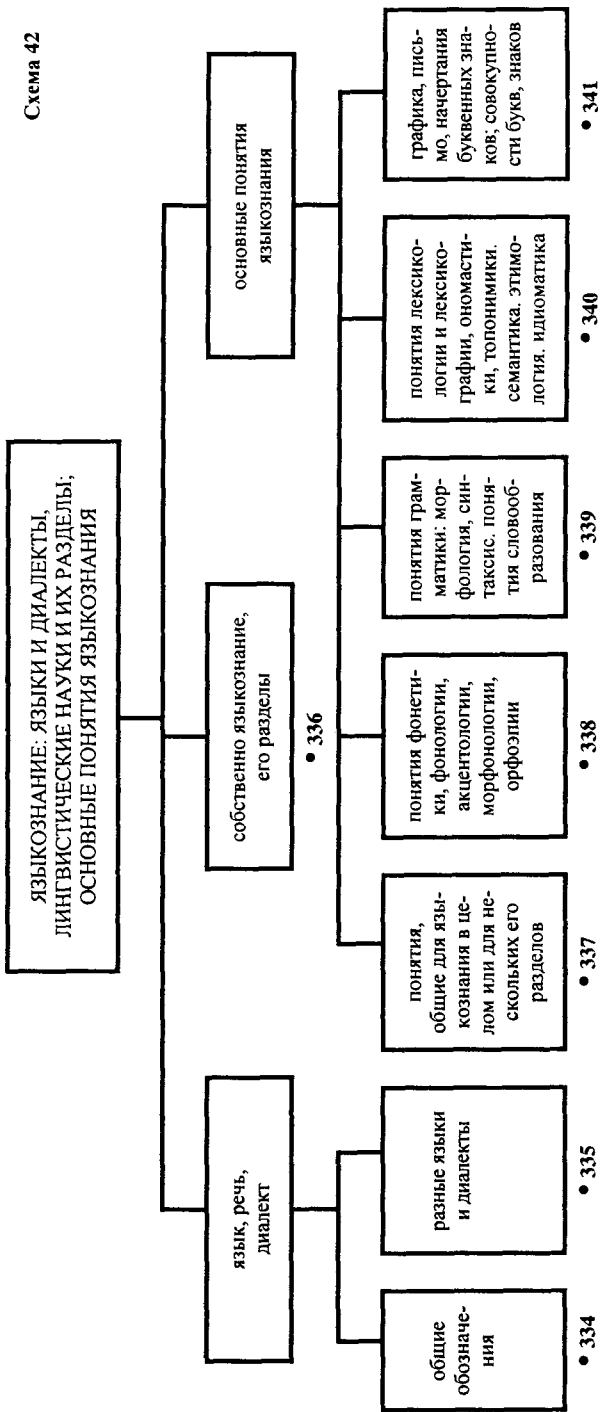 Схема 42
ЯЗЫКОЗНАНИЕ: ЯЗЫКИ И ДИАЛЕКТЫ,
ЛИНГВИСТИЧЕСКИЕ НАУКИ И ИХ РАЗДЕЛЫ;
ОСНОВНЫЕ ПОНЯТИЯ ЯЗЫКОЗНАНИЯ
язык, речь,
диалект
собственно языкознание,
его разделы
• 336
основные понятия
языкознания
общие
обозначе-
ния
• 334
разные языки
и диалекты
• 335
понятия,
общие для язы-
кознания в це-
лом или для не-
скольких его
разделов
• 337
понятия фонети-
ки, фонологии,
акцентологии,
морфонологии,
орфоэпии
• 338
понятия грам-
матики: мор-
фология, син-
таксис. поня-
тия словооб-
разования
• 339
понятия лексико-
логии и лексико-
графии, ономасти-
ки, топонимики.
семантика. этимо-
логия. идиоматика
• 340
графика, пись-
мо, начертания
буквенных зна-
ков; совокупно-
сти букв, знаков
• 341